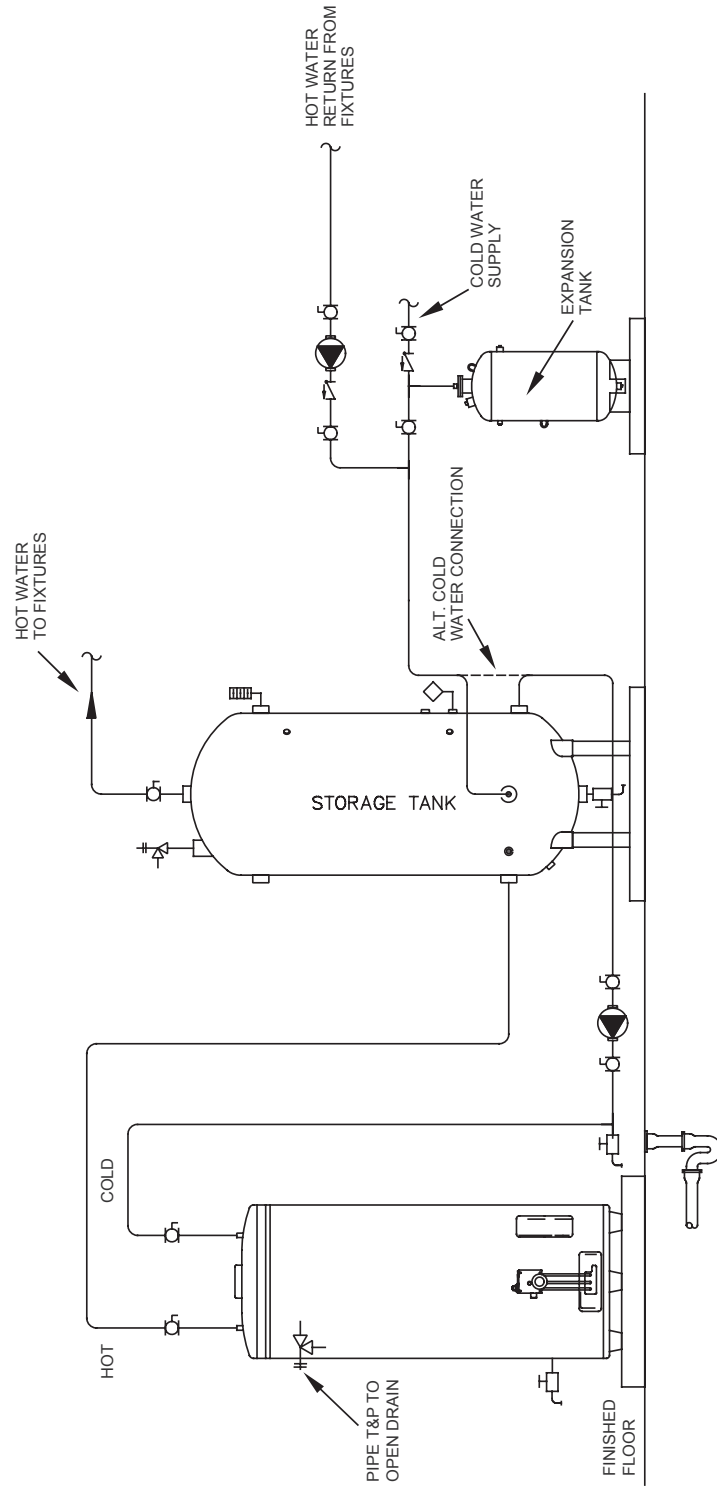 HOT WATER
TO FIXTURES
HOT WATER
RETURN FROM
FIXTURES
COLD WATER
SUPPLY
ALT. COLD
WATER CONNECTION
EXPANSION
TANK
STORAGE TANK
HOT
COLD
PIPE T&P TO
OPEN DRAIN
FINISHED
FLOOR